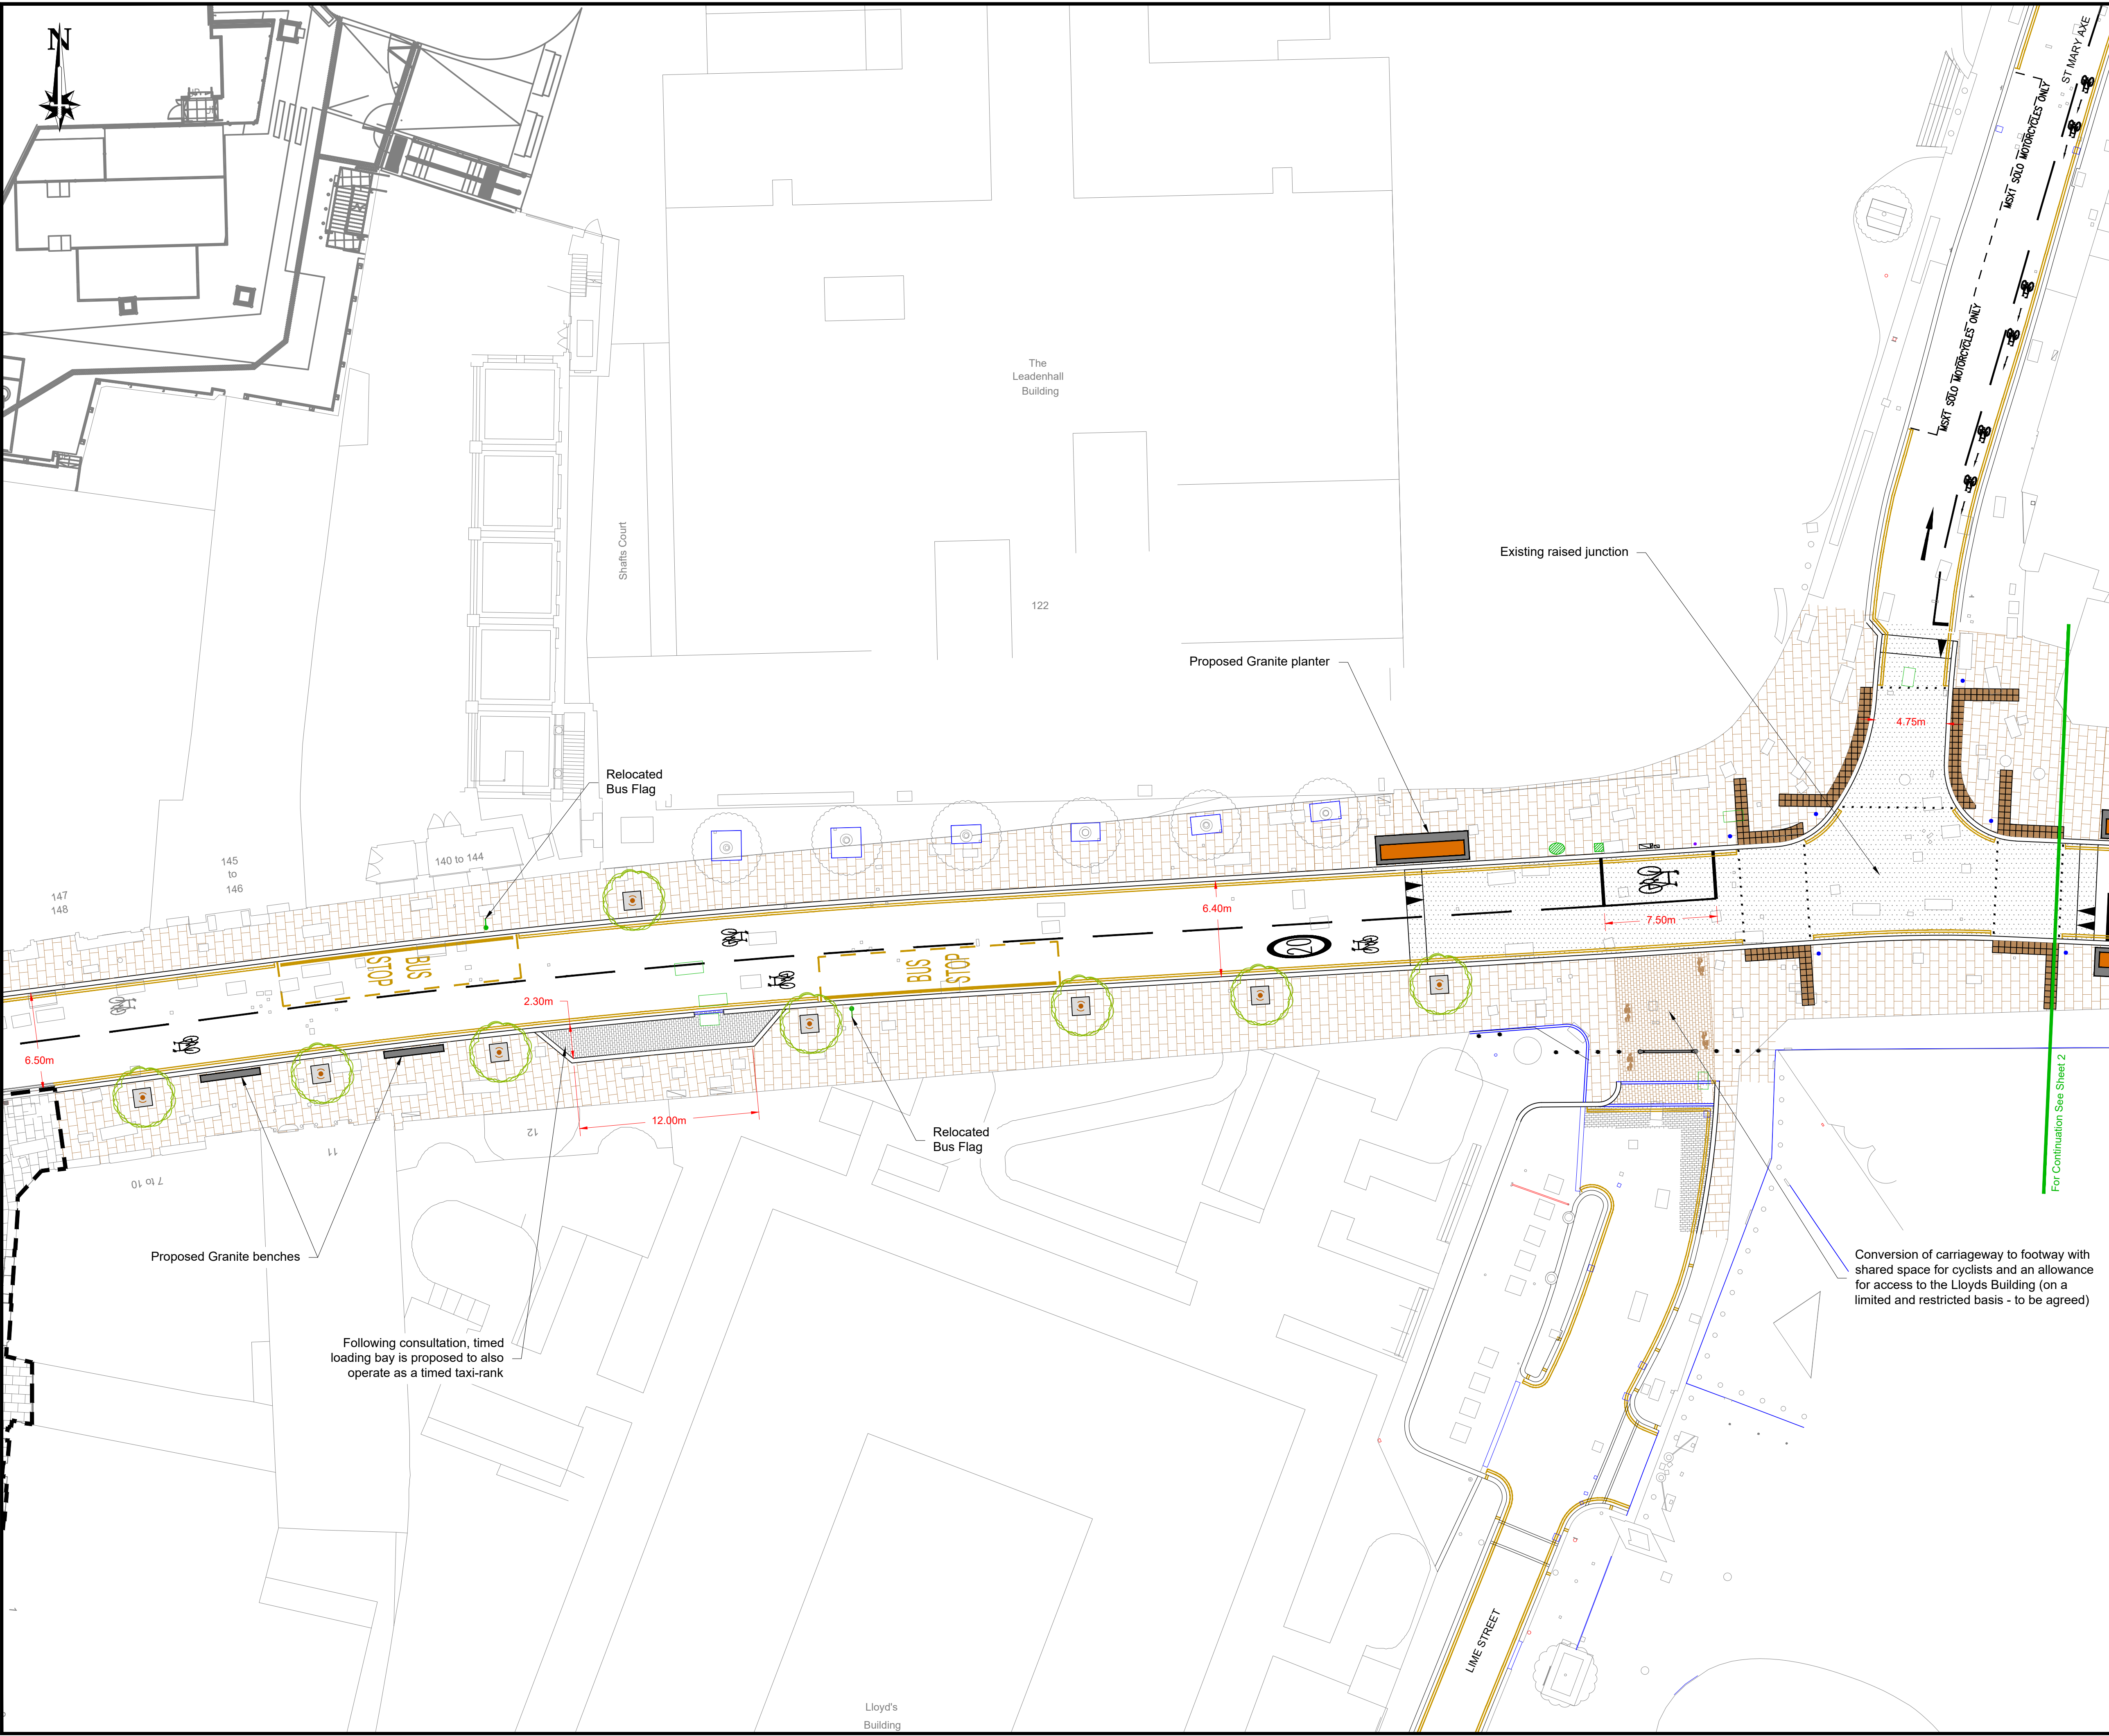 N
ST MARY AXE
MSX1 SOLO MOTORCYCLES ONLY
MSX1 SOLO MOTORCYCLES ONLY
The
Leadenhall
Building
Shafts Court
122
Existing raised junction
Proposed Granite planter
4.75m
Relocated
Bus Flag
140 to 144
145
to
146
147
148
BUS
STOP
BUS
STOP
6.40m
20
7.50m
2.30m
6.50m
12.00m
12
11
7 to 10
Relocated
Bus Flag
For Continuation See Sheet 2
Proposed Granite benches
Conversion of carriageway to footway with
shared space for cyclists and an allowance
for access to the Lloyds Building (on a
limited and restricted basis - to be agreed)
Following consultation, timed
loading bay is proposed to also
operate as a timed taxi-rank
1
LIME STREET
Lloyd's
Building